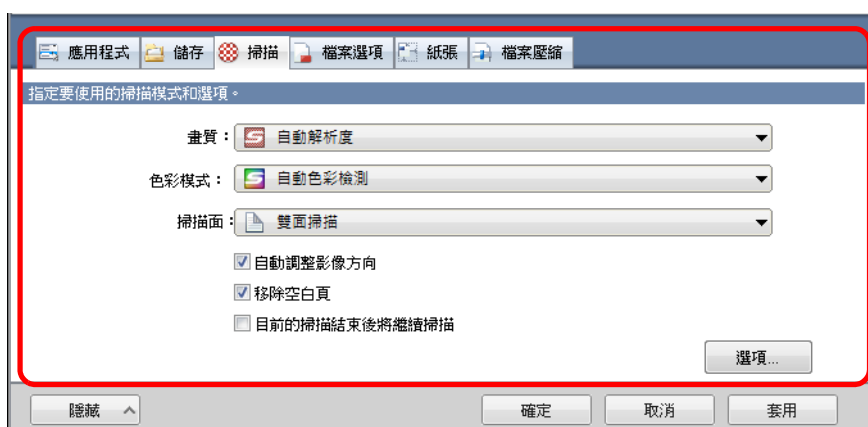 應用程式 儲存 掃描 檔案選項 紙張 檔案壓縮
指定要使用的掃描模式和選項。
畫質： 自動解析度
色彩模式： 自動色彩檢測
掃描面： 雙面掃描
自動調整影像方向
移除空白頁
目前的掃描結束後將繼續掃描
選項...
隱藏 確定 取消 套用